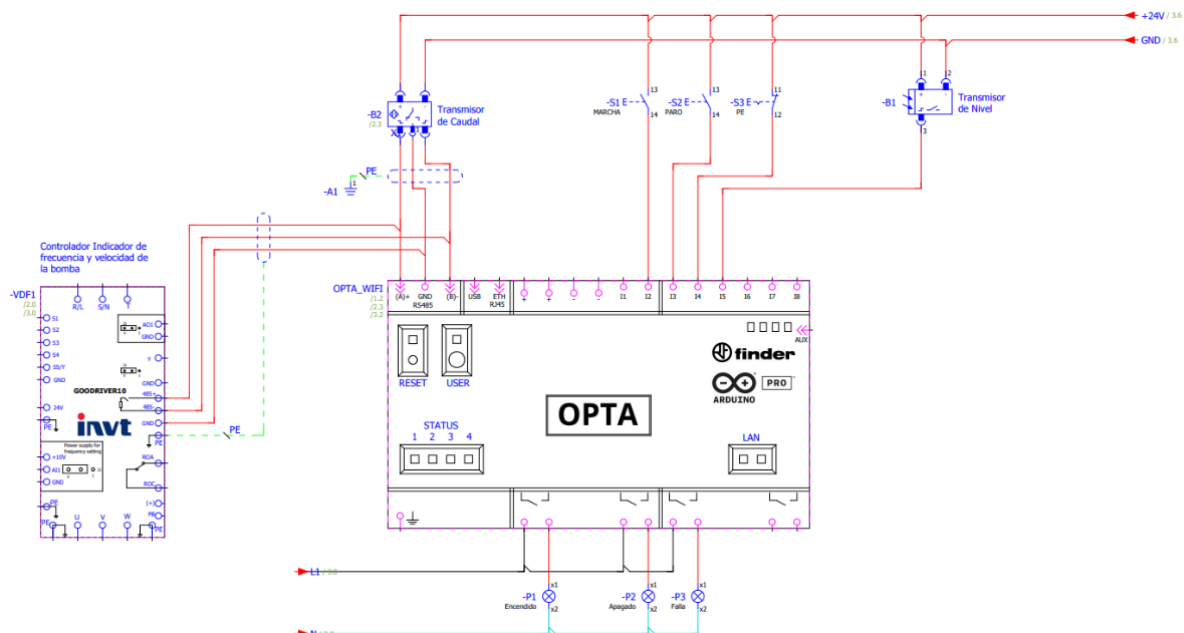 +24V / 3.6
GND / 3.6
-B2
/2.3
Transmisor
de Caudal
-S1 E
MARCHA
13
14
-S2 E
PARO
13
14
-S3 E
PE
11
12
-B1
1
2
3
Transmisor
de Nivel
PE
-A1
1
Controlador Indicador de
frecuencia y velocidad de
la bomba
-VDF1
/2.0
/3.0
R/L
S/N
T
S1
S2
S3
S4
S5/Y
GND
24V
PE
AO1
GND
Y
GND
485+
485-
GND
PE
GOODRIVER10
invt
Power supply for
frequency setting
+10V
AI1
GND
ROA
ROC
(+)
PB
PE
PE
U
V
W
PE
PE
OPTA_WIFI
/1.2
/2.3
/3.2
(A)+
GND
(B)-
RS485
USB
ETH
RJ45
+
+
-
-
I1
I2
I3
I4
I5
I6
I7
I8
AUX
finder
ARDUINO
PRO
RESET
USER
OPTA
STATUS
1 2 3 4
LAN
L1
-P1
Encendido
x1
x2
-P2
Apagado
x1
x2
-P3
Falla
x1
x2